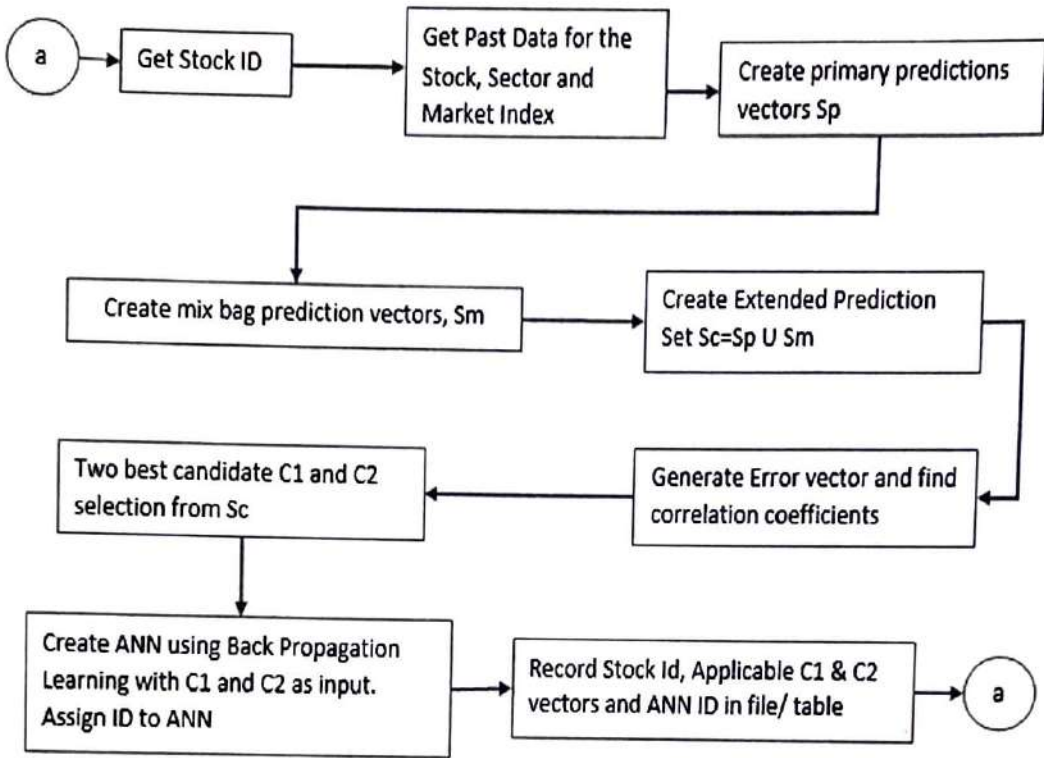 a
Get Stock ID
Get Past Data for the
Stock, Sector and
Market Index
Create primary predictions
vectors Sp
Create mix bag prediction vectors, Sm
Create Extended Prediction
Set Sc=Sp U Sm
Generate Error vector and find
correlation coefficients
Two best candidate C1 and C2
selection from Sc
Create ANN using Back Propagation
Learning with C1 and C2 as input.
Assign ID to ANN
Record Stock Id, Applicable C1 & C2
vectors and ANN ID in file/ table
a